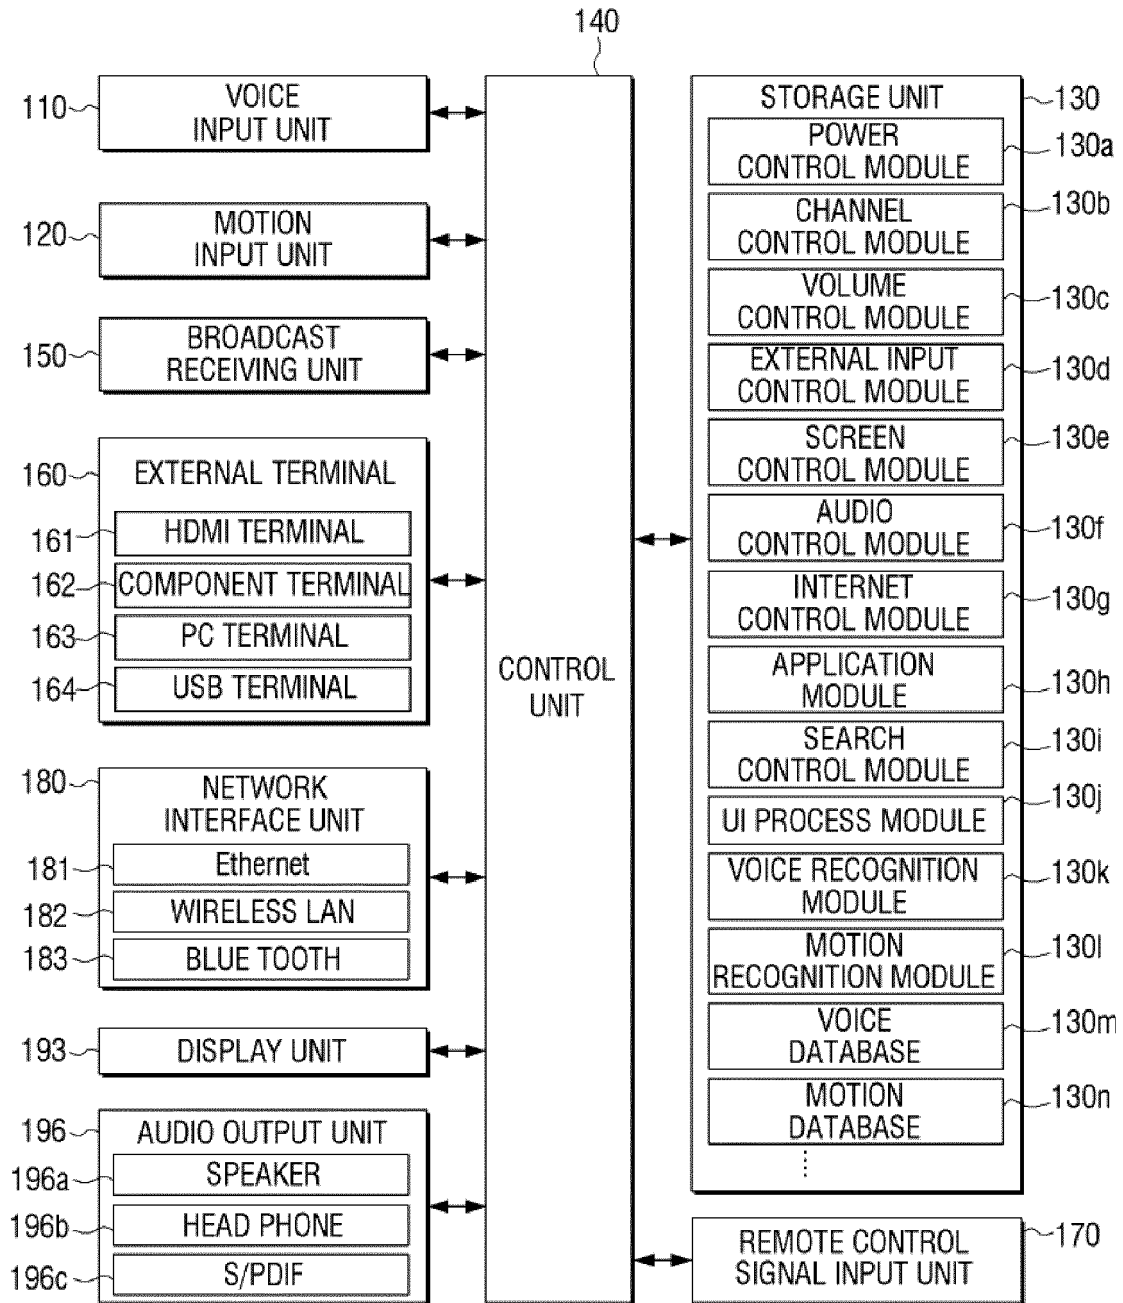 140
110
VOICE
INPUT UNIT
120
MOTION
INPUT UNIT
150
BROADCAST
RECEIVING UNIT
160
EXTERNAL TERMINAL
161
HDMI TERMINAL
162
COMPONENT TERMINAL
163
PC TERMINAL
164
USB TERMINAL
180
NETWORK
INTERFACE UNIT
181
Ethernet
182
WIRELESS LAN
183
BLUE TOOTH
193
DISPLAY UNIT
196
AUDIO OUTPUT UNIT
196a
SPEAKER
196b
HEAD PHONE
196c
S/PDIF
CONTROL
UNIT
STORAGE UNIT
130
POWER
CONTROL MODULE
130a
CHANNEL
CONTROL MODULE
130b
VOLUME
CONTROL MODULE
130c
EXTERNAL INPUT
CONTROL MODULE
130d
SCREEN
CONTROL MODULE
130e
AUDIO
CONTROL MODULE
130f
INTERNET
CONTROL MODULE
130g
APPLICATION
MODULE
130h
SEARCH
CONTROL MODULE
130i
UI PROCESS MODULE
130j
VOICE RECOGNITION
MODULE
130k
MOTION
RECOGNITION MODULE
130l
VOICE
DATABASE
130m
MOTION
DATABASE
130n
REMOTE CONTROL
SIGNAL INPUT UNIT
170